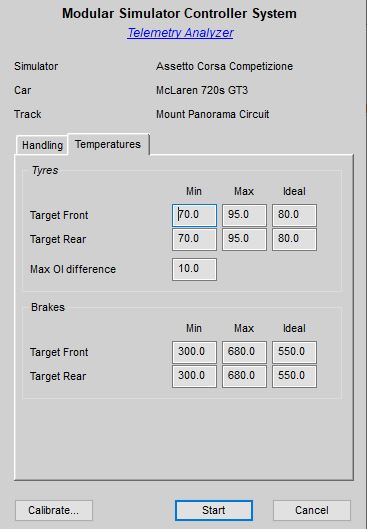 Modular Simulator Controller System
Telemetry Analyzer
Simulator Assetto Corsa Competizione
Car McLaren 720s GT3
Track Mount Panorama Circuit
Handling Temperatures
Tyres
Min Max Ideal
Target Front 70.0 95.0 80.0
Target Rear 70.0 95.0 80.0
Max OI difference 10.0
Brakes
Min Max Ideal
Target Front 300.0 680.0 550.0
Target Rear 300.0 680.0 550.0
Calibrate... Start Cancel